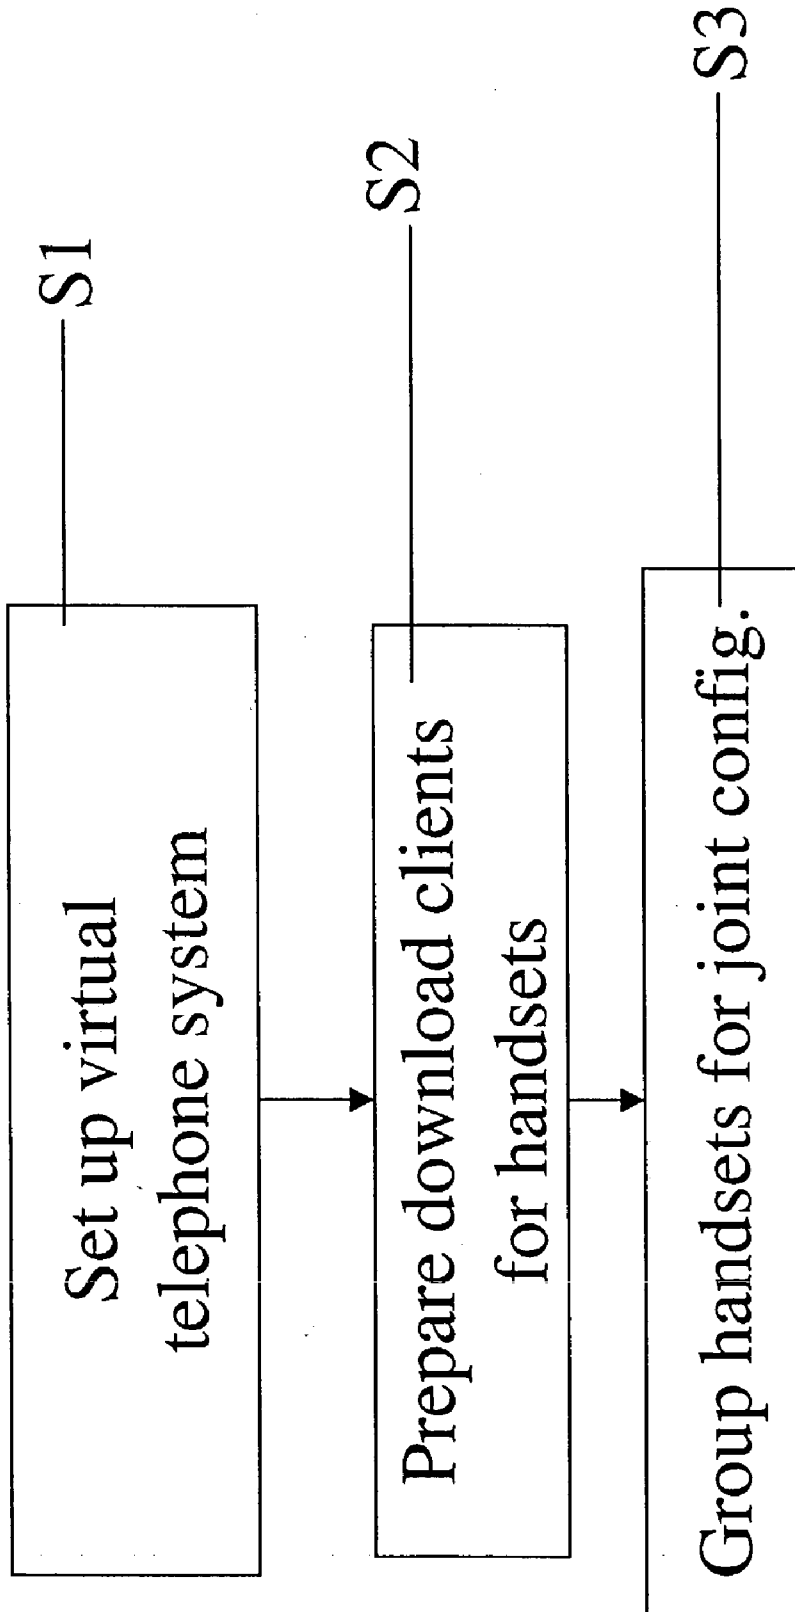 Set up virtual
telephone system
S1
Prepare download clients
for handsets
S2
Group handsets for joint config.
S3